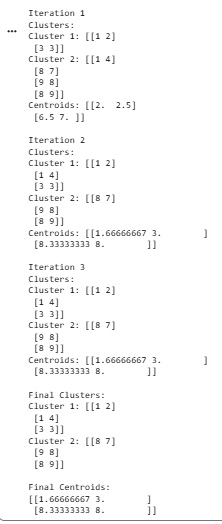 Iteration 1
Clusters:
Cluster 1: [[1 2]
 [3 3]]
Cluster 2: [[1 4]
 [8 7]
 [9 8]
 [8 9]]
Centroids: [[2.  2.5]
 [6.5 7. ]]

Iteration 2
Clusters:
Cluster 1: [[1 2]
 [1 4]
 [3 3]]
Cluster 2: [[8 7]
 [9 8]
 [8 9]]
Centroids: [[1.66666667 3.        ]
 [8.33333333 8.        ]]

Iteration 3
Clusters:
Cluster 1: [[1 2]
 [1 4]
 [3 3]]
Cluster 2: [[8 7]
 [9 8]
 [8 9]]
Centroids: [[1.66666667 3.        ]
 [8.33333333 8.        ]]

Final Clusters:
Cluster 1: [[1 2]
 [1 4]
 [3 3]]
Cluster 2: [[8 7]
 [9 8]
 [8 9]]

Final Centroids:
[[1.66666667 3.        ]
 [8.33333333 8.        ]]